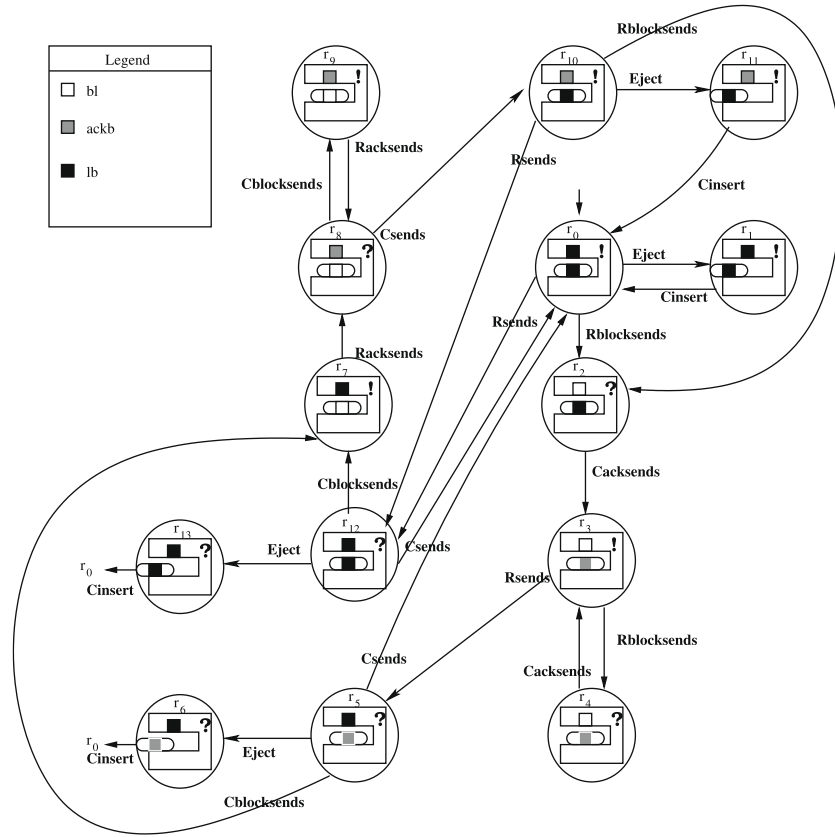 Legend
bl
ackb
lb
r9
!
r10
!
Rblocksends
r11
!
Eject
Racksends
Cblocksends
Rsends
Cinsert
r8
?
Csends
r0
!
r1
!
Eject
Cinsert
Rsends
Rblocksends
Racksends
r7
!
r2
?
Cblocksends
Cacksends
r13
?
r12
?
r3
!
Eject
Csends
r0
Cinsert
Rsends
Rblocksends
Csends
Cacksends
r6
?
r5
?
r4
?
r0
Cinsert
Eject
Cblocksends